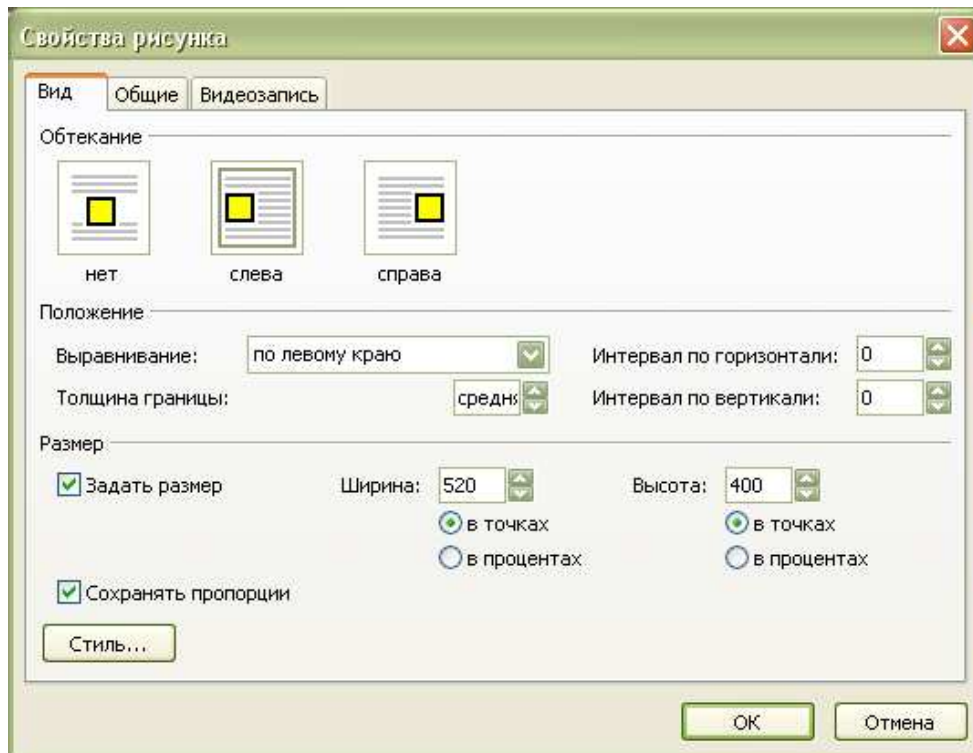 Свойства рисунка
Вид Общие Видеозапись
Обтекание
нет слева справа
Положение
Выравнивание: по левому краю Интервал по горизонтали: 0
Толщина границы: средня Интервал по вертикали: 0
Размер
Задать размер Ширина: 520 Высота: 400
в точках в точках
в процентах в процентах
Сохранять пропорции
Стиль...
ОК Отмена